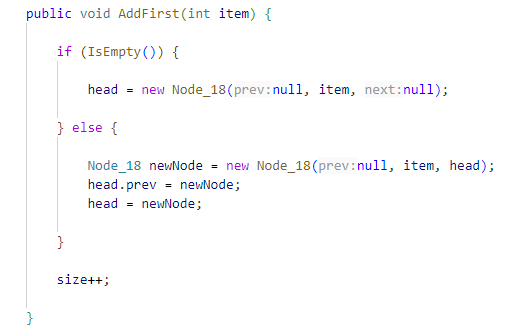 public void AddFirst(int item) {
if (IsEmpty()) {
head = new Node_18(prev:null, item, next:null);
} else {
Node_18 newNode = new Node_18(prev:null, item, head);
head.prev = newNode;
head = newNode;
}
size++;
}